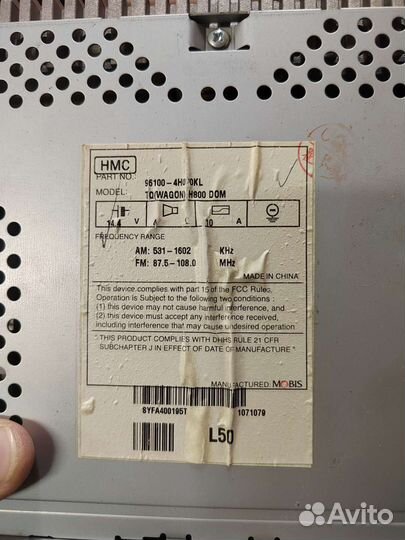 HMC
PART NO. 96100-4H070KL
MODEL: TQ(WAGON) H800 DOM
14.4 V A 10 A
FREQUENCY RANGE
AM: 531-1602 KHz
FM: 87.5-108.0 MHz
MADE IN CHINA
This device complies with part 15 of the FCC Rules.
Operation is Subject to the following two conditions :
(1) this device may not cause harmful interference, and
(2) this device must accept any interference received,
including interference that may cause undesired operation
" THIS PRODUCT COMPLIES WITH DHHS RULE 21 CFR
SUBCHAPTER J IN EFFECT OF DATE OF MANUFACTURE "
MANUFACTURED: MOBIS
8YFA400195T 1071079
L50
Avito